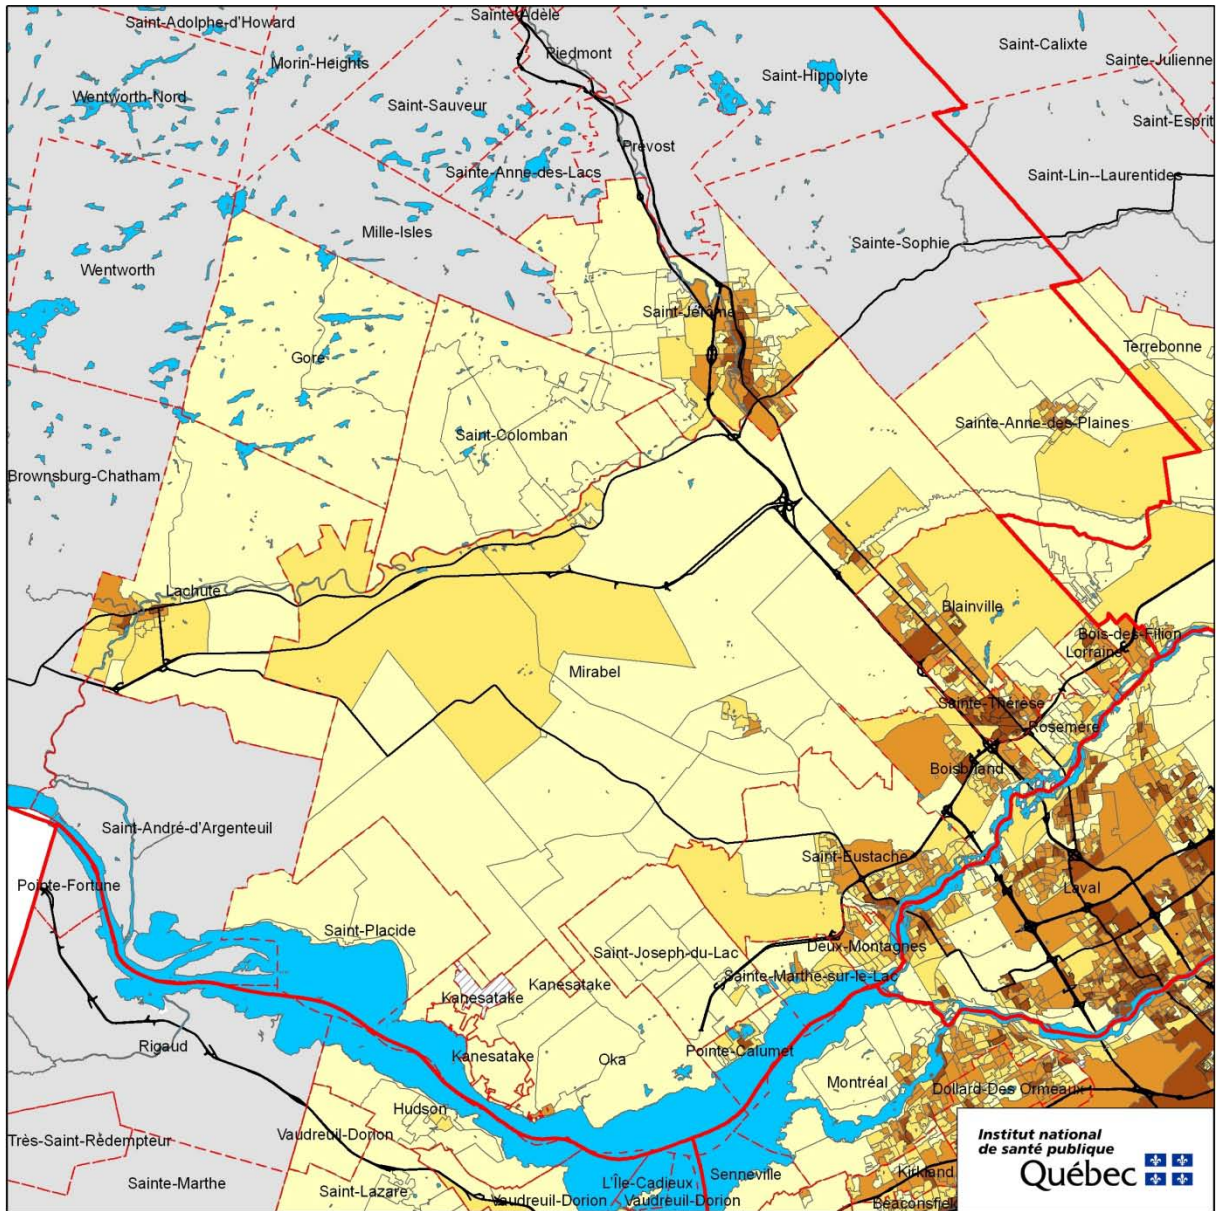 Sainte-Adèle
Saint-Adolphe-d'Howard
Piedmont
Saint-Calixte
Morin-Heights
Sainte-Julienne
Saint-Hippolyte
Wentworth-Nord
Saint-Sauveur
Saint-Esprit
Prévost
Sainte-Anne-des-Lacs
Saint-Lin--Laurentides
Mille-Isles
Sainte-Sophie
Wentworth
Saint-Jérôme
Terrebonne
Gore
Sainte-Anne-des-Plaines
Saint-Colomban
Brownsburg-Chatham
Lachute
Blainville
Bois-des-Filion
Lorraine
Mirabel
Sainte-Thérèse
Rosemère
Boisbriand
Saint-André-d'Argenteuil
Saint-Eustache
Pointe-Fortune
Laval
Saint-Placide
Deux-Montagnes
Saint-Joseph-du-Lac
Sainte-Marthe-sur-le-Lac
Kanesatake
Kanesatake
Rigaud
Kanesatake
Oka
Pointe-Calumet
Montréal
Dollard-Des Ormeaux
Hudson
Vaudreuil-Dorion
Très-Saint-Rédempteur
Sainte-Marthe
Saint-Lazare
L'Île-Cadieux
Senneville
Kirkland
Vaudreuil-Dorion
Vaudreuil-Dorion
Beaconsfield
Institut national
de santé publique
Québec